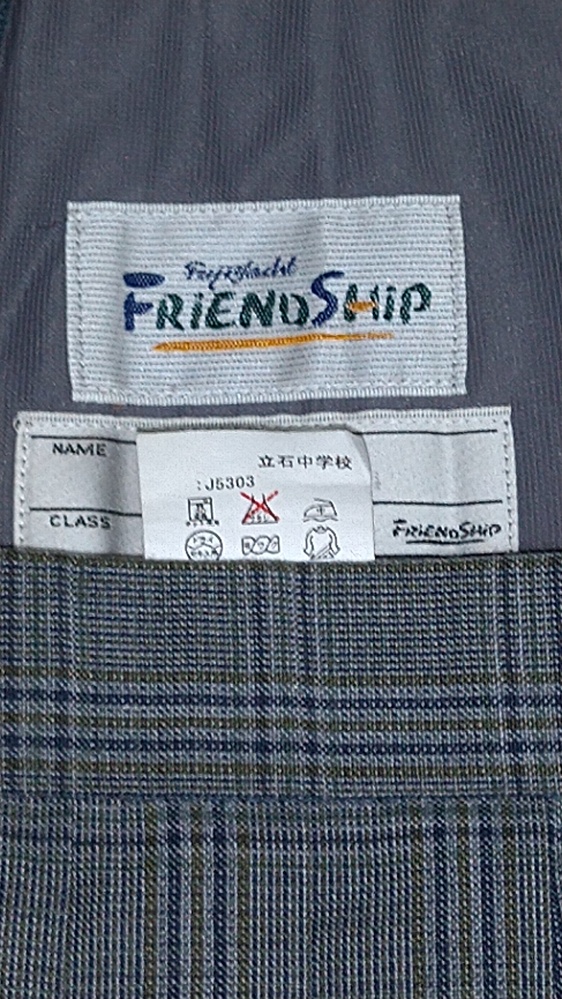 FRIENDSHIP
NAME
立石中学校
:J5303
CLASS
FRIENDSHIP